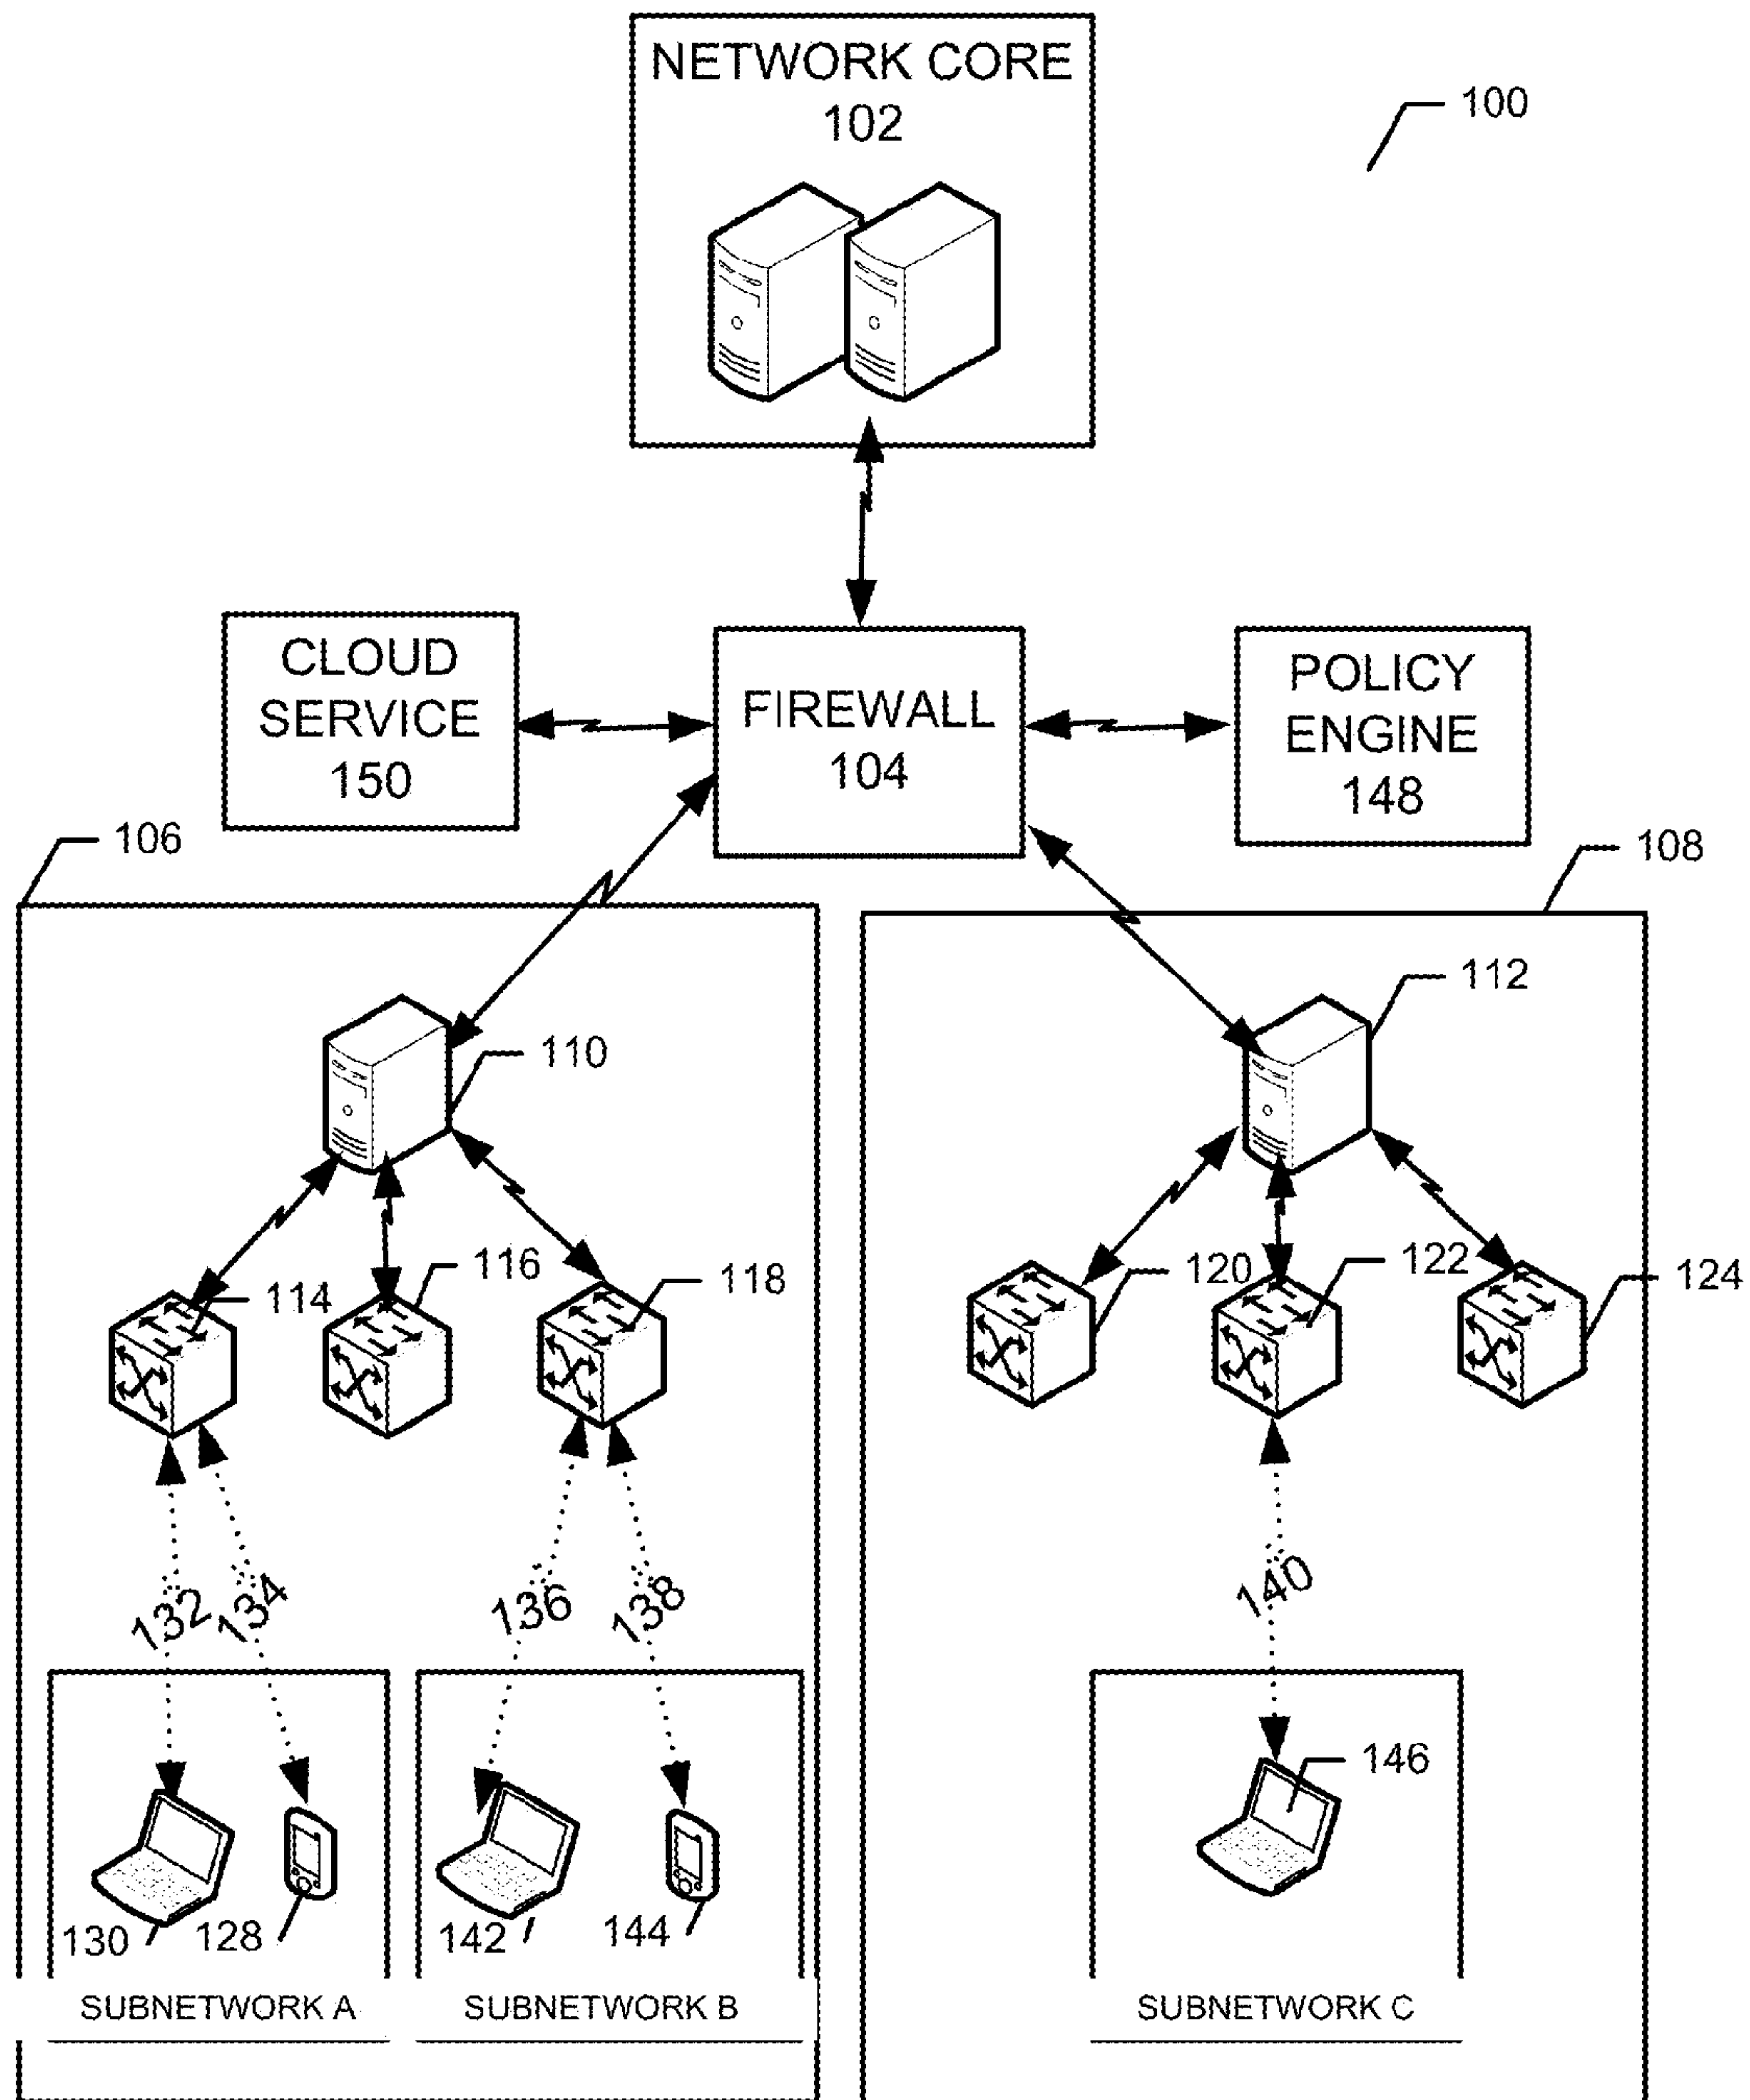 NETWORK CORE
102
100
CLOUD
SERVICE
150
FIREWALL
104
POLICY
ENGINE
148
106
108
110
112
114
116
118
120
122
124
132
134
136
138
140
146
130
128
142
144
SUBNETWORK A
SUBNETWORK B
SUBNETWORK C